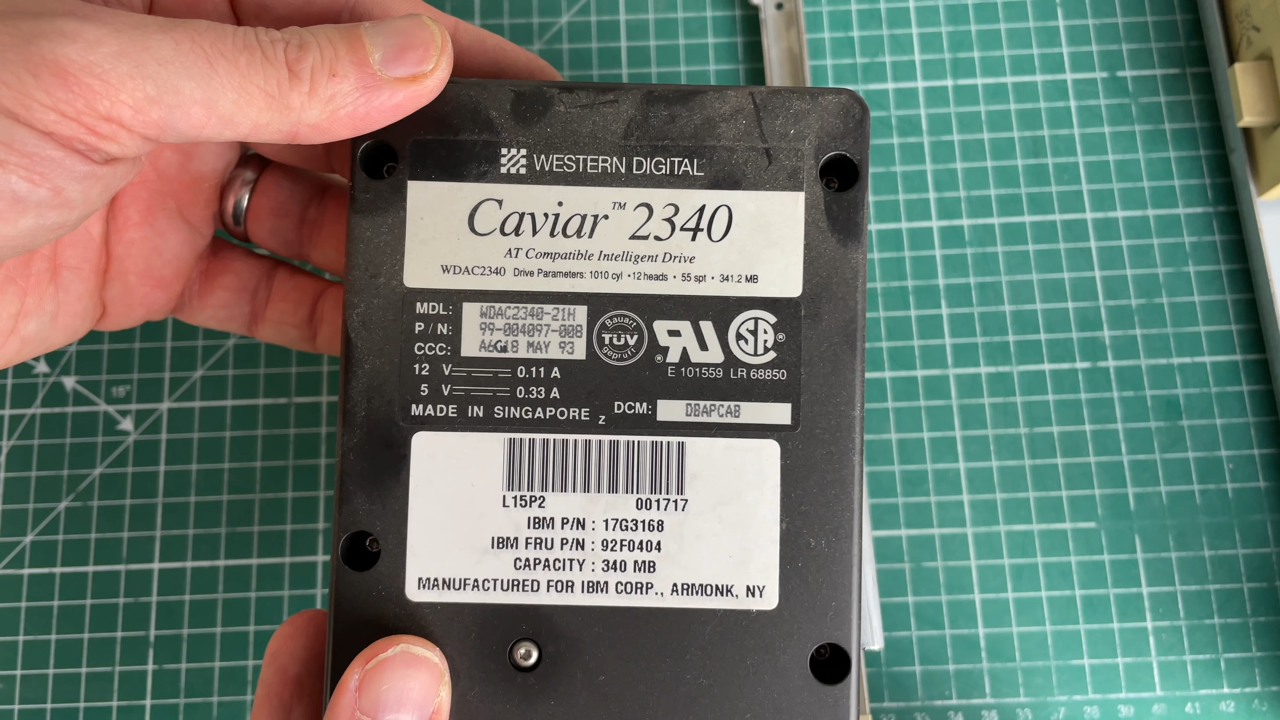 WESTERN DIGITAL
Caviar™ 2340
AT Compatible Intelligent Drive
WDAC2340 Drive Parameters: 1010 cyl • 12 heads • 55 spt • 341.2 MB
MDL: WDAC2340-21H
P / N: 99-004097-008
CCC: 18 MAY 93
Bauart
TÜV
geprüft
E 101559 LR 68850
12 V 0.11 A
5 V 0.33 A
MADE IN SINGAPORE Z
DCM: DBAPCAB
L15P2 001717
IBM P/N : 17G3168
IBM FRU P/N : 92F0404
CAPACITY : 340 MB
MANUFACTURED FOR IBM CORP., ARMONK, NY
15°